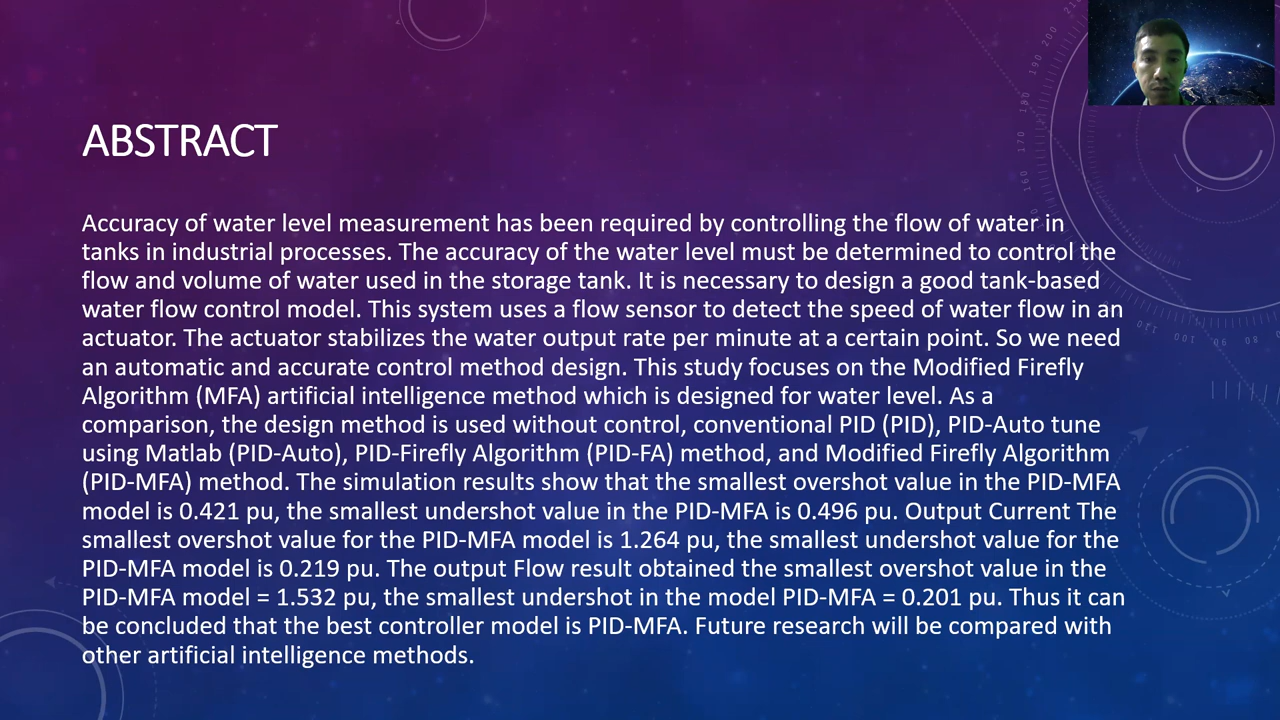 ABSTRACT
Accuracy of water level measurement has been required by controlling the flow of water in
tanks in industrial processes. The accuracy of the water level must be determined to control the
flow and volume of water used in the storage tank. It is necessary to design a good tank-based
water flow control model. This system uses a flow sensor to detect the speed of water flow in an
actuator. The actuator stabilizes the water output rate per minute at a certain point. So we need
an automatic and accurate control method design. This study focuses on the Modified Firefly
Algorithm (MFA) artificial intelligence method which is designed for water level. As a
comparison, the design method is used without control, conventional PID (PID), PID-Auto tune
using Matlab (PID-Auto), PID-Firefly Algorithm (PID-FA) method, and Modified Firefly Algorithm
(PID-MFA) method. The simulation results show that the smallest overshot value in the PID-MFA
model is 0.421 pu, the smallest undershot value in the PID-MFA is 0.496 pu. Output Current The
smallest overshot value for the PID-MFA model is 1.264 pu, the smallest undershot value for the
PID-MFA model is 0.219 pu. The output Flow result obtained the smallest overshot value in the
PID-MFA model = 1.532 pu, the smallest undershot in the model PID-MFA = 0.201 pu. Thus it can
be concluded that the best controller model is PID-MFA. Future research will be compared with
other artificial intelligence methods.
200
190
180
170
160
110
100
90
80